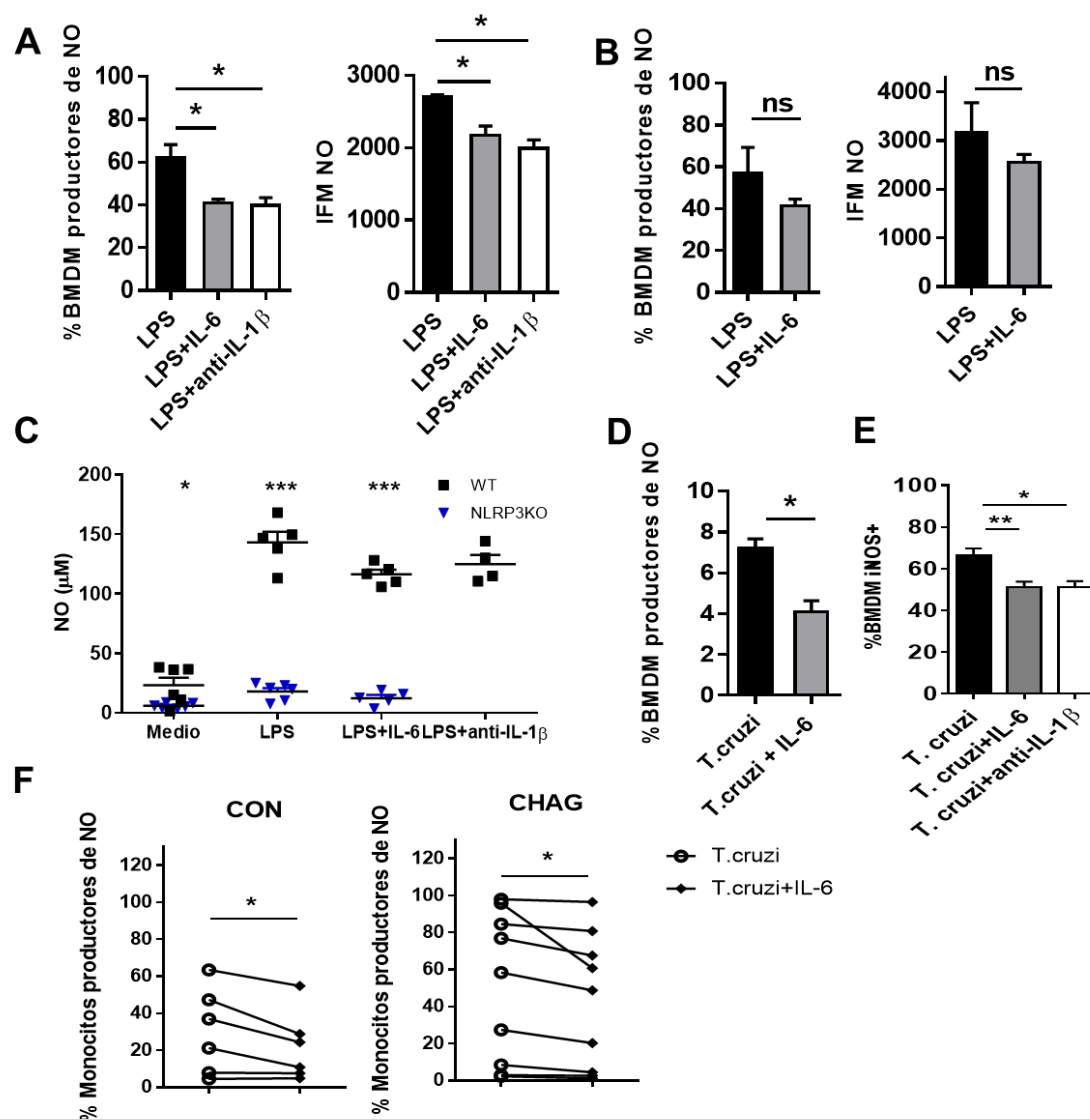 A
% BMDM productores de NO
100
80
60
40
20
0
*
*
LPS
LPS+IL-6
LPS+anti-IL-1β
IFM NO
3000
2000
1000
0
*
*
LPS
LPS+IL-6
LPS+anti-IL-1β
B
% BMDM productores de NO
100
80
60
40
20
0
ns
LPS
LPS+IL-6
IFM NO
4000
3000
2000
1000
0
ns
LPS
LPS+IL-6
C
NO (µM)
200
150
100
50
0
*
***
***
WT
NLRP3KO
Medio
LPS
LPS+IL-6
LPS+anti-IL-1β
D
%BMDM productores de NO
10
8
6
4
2
0
*
T.cruzi
T.cruzi + IL-6
E
%BMDM iNOS+
100
80
60
40
20
0
*
**
T. cruzi
T. cruzi+IL-6
T. cruzi+anti-IL-1β
F
CON
% Monocitos productores de NO
120
100
80
60
40
20
0
*
CHAG
% Monocitos productores de NO
120
100
80
60
40
20
0
*
T.cruzi
T.cruzi+IL-6